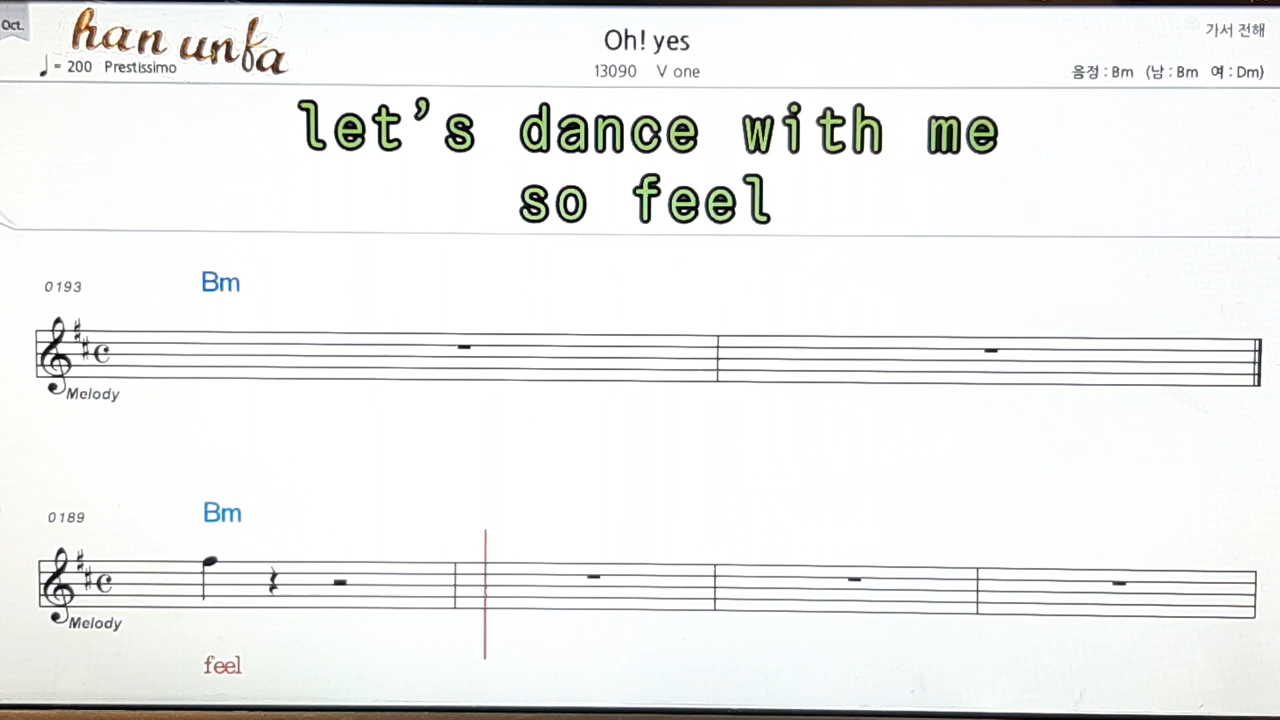 Oct.
han unfa
♩ = 200 Prestissimo
Oh! yes
13090 V one
가서 전해
음정 : Bm (남 : Bm 여 : Dm)
let's dance with me
so feel
0193
Bm
Melody
0189
Bm
Melody
feel